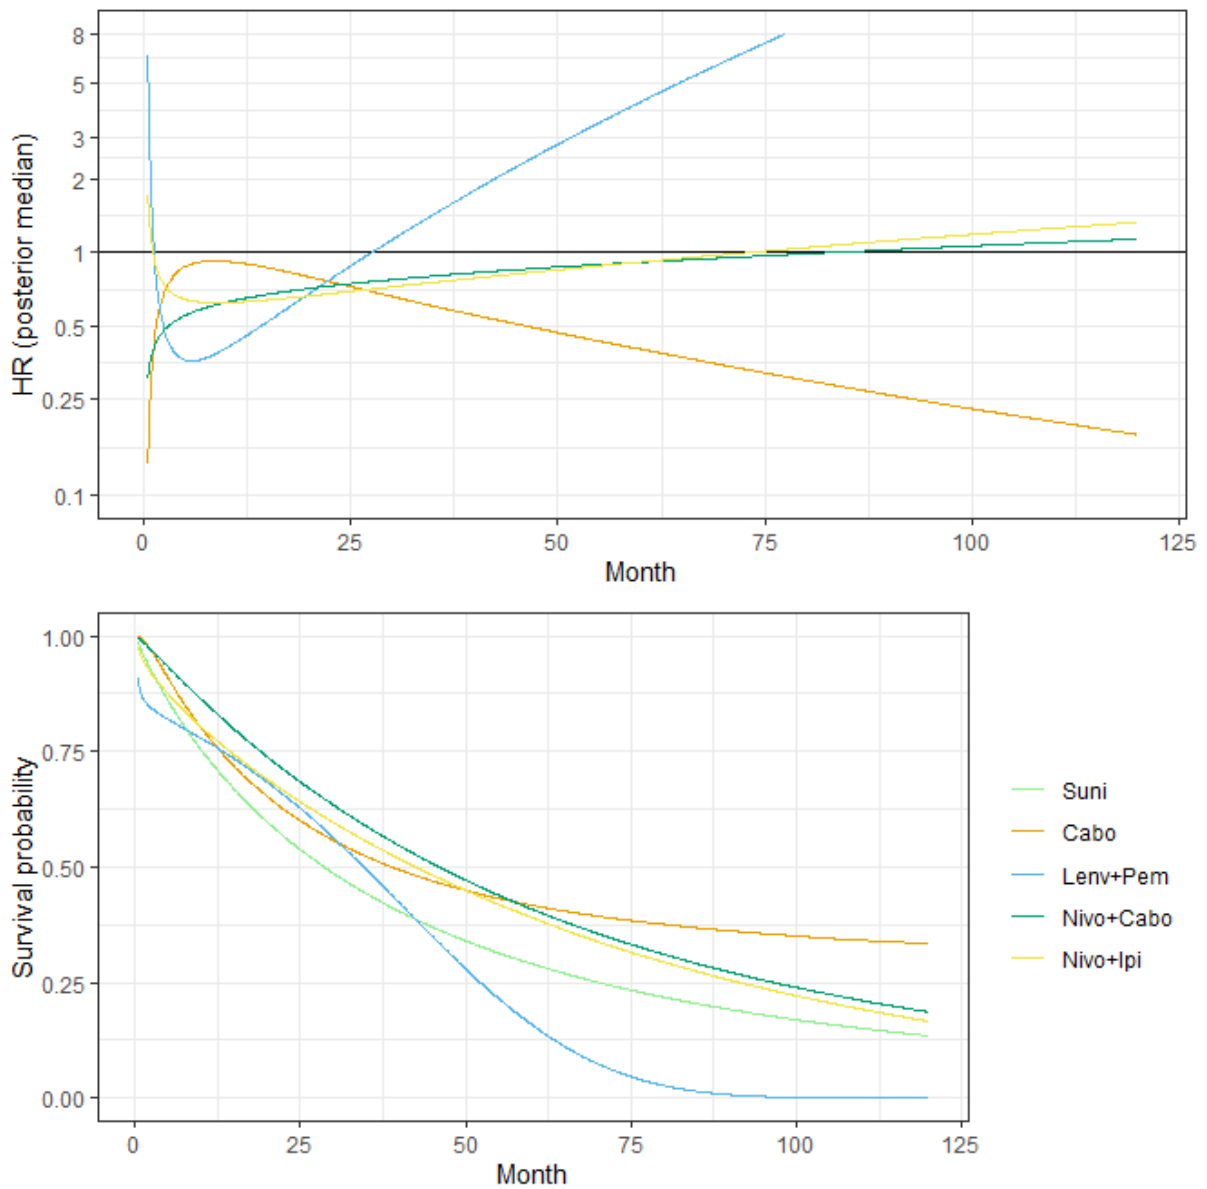 HR (posterior median)
8
5
3
2
1
0.5
0.25
0.1
0 25 50 75 100 125
Month
Survival probability
1.00
0.75
0.50
0.25
0.00
0 25 50 75 100 125
Month
Suni
Cabo
Lenv+Pem
Nivo+Cabo
Nivo+Ipi